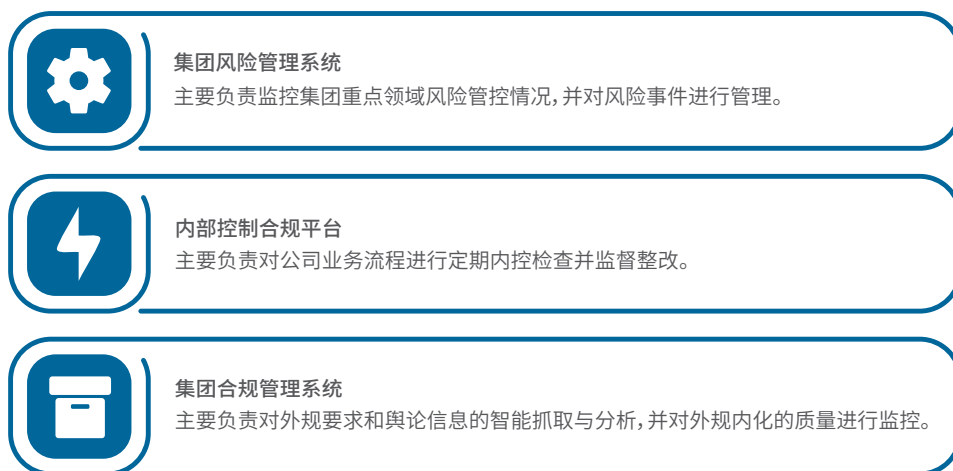 集团风险管理系统
主要负责监控集团重点领域风险管控情况,并对风险事件进行管理。
内部控制合规平台
主要负责对公司业务流程进行定期内控检查并监督整改。
集团合规管理系统
主要负责对外规要求和舆论信息的智能抓取与分析,并对外规内化的质量进行监控。